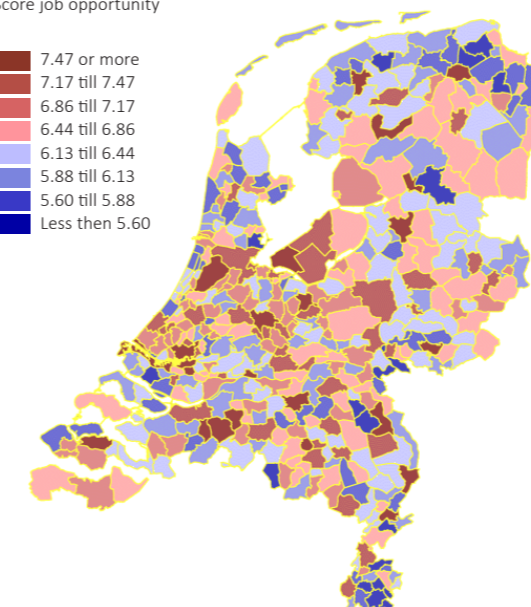 Score job opportunity
7.47 or more
7.17 till 7.47
6.86 till 7.17
6.44 till 6.86
6.13 till 6.44
5.88 till 6.13
5.60 till 5.88
Less then 5.60